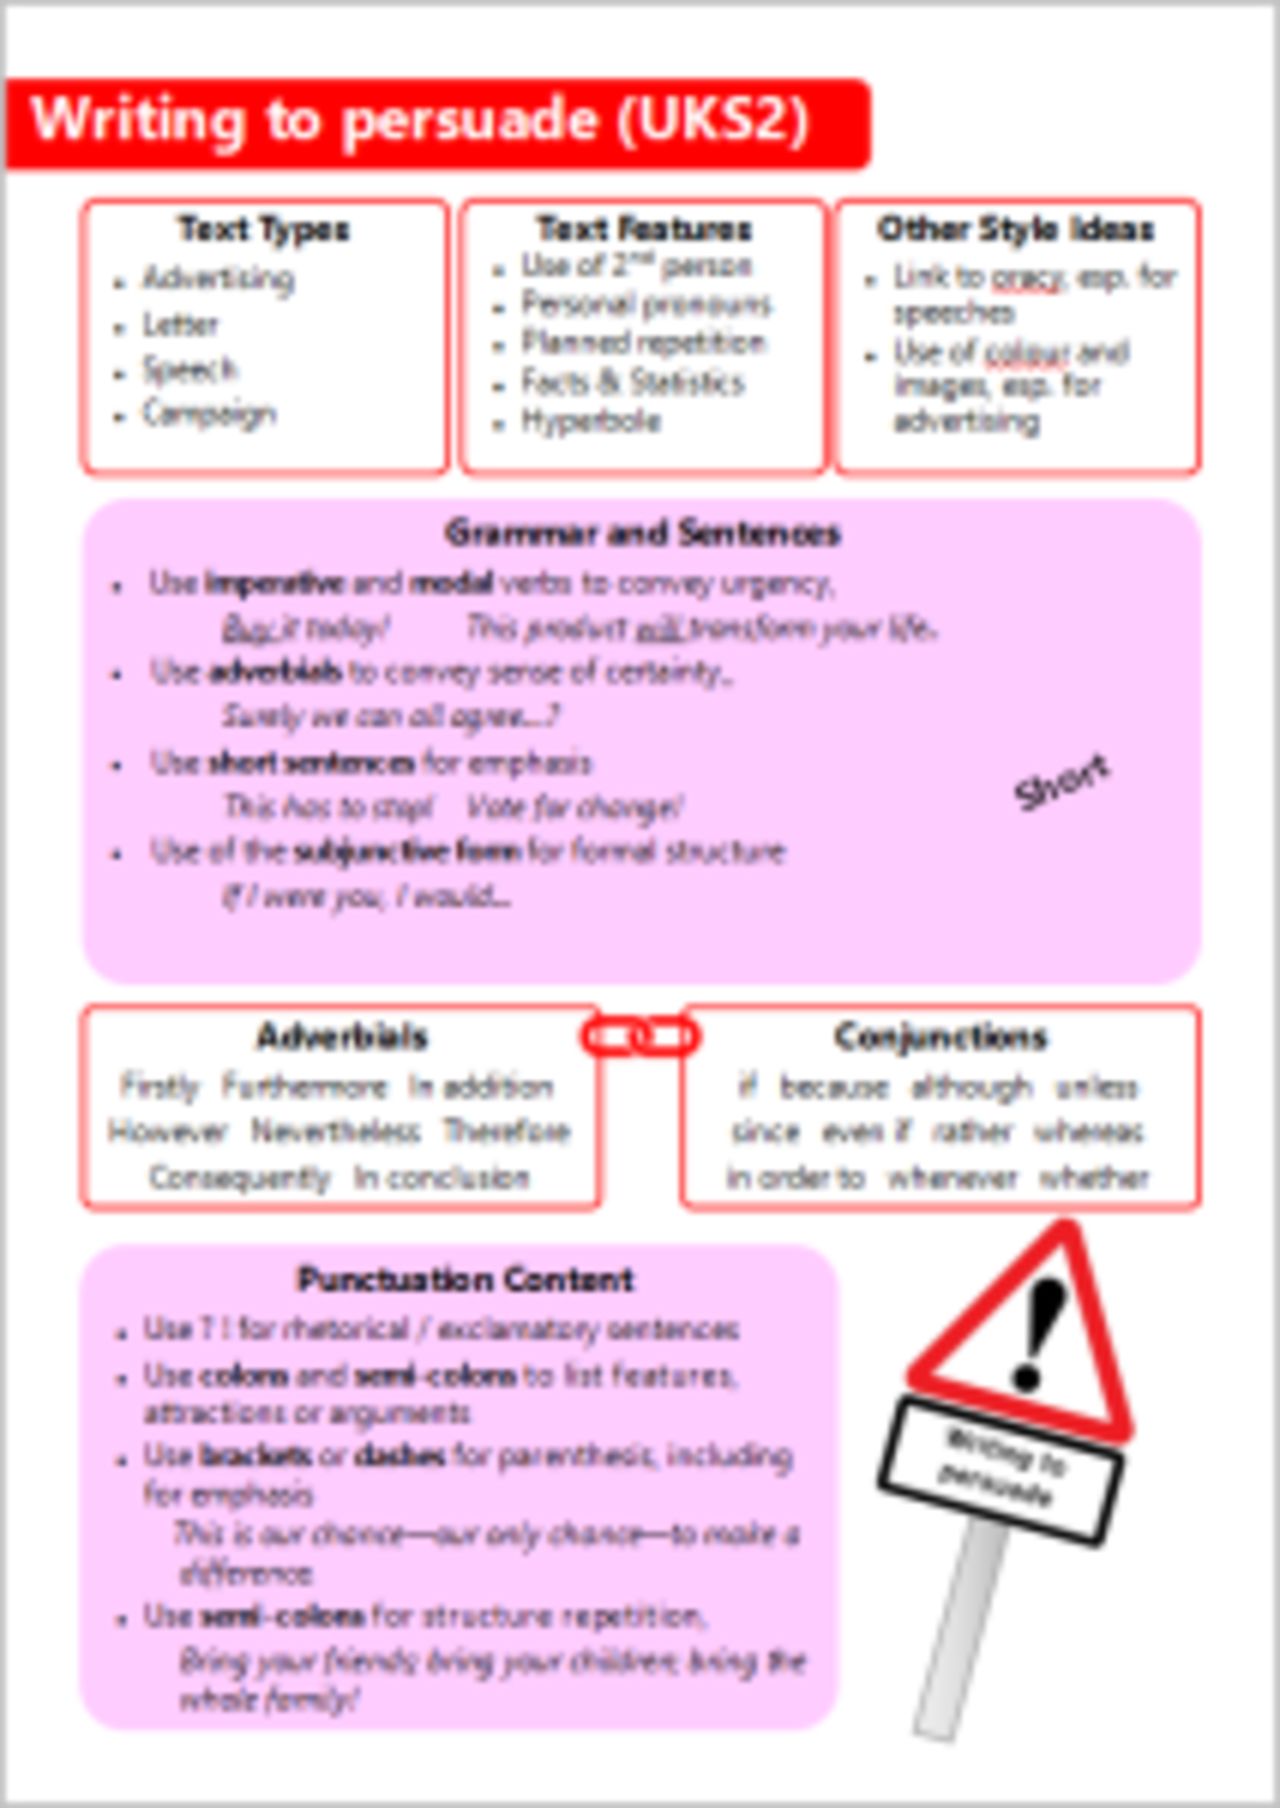 Writing to persuade (UKS2)
Text Types
• Advertising
• Letter
• Speech
• Campaign
Text Features
• Use of 2nd person
• Personal pronouns
• Planned repetition
• Facts & Statistics
• Hyperbole
Other Style Ideas
• Link to oracy, esp. for
speeches
• Use of colour and
images, esp. for
advertising
Grammar and Sentences
• Use imperative and modal verbs to convey urgency,
Buy it today! This product will transform your life.
• Use adverbials to convey sense of certainty,.
Surely we can all agree...?
• Use short sentences for emphasis
This has to stop! Vote for change!
Short
• Use of the subjunctive form for formal structure
If I were you, I would...
Adverbials
Firstly Furthermore In addition
However Nevertheless Therefore
Consequently In conclusion
Conjunctions
if because although unless
since even if rather whereas
in order to whenever whether
Punctuation Content
• Use ? ! for rhetorical / exclamatory sentences
• Use colons and semi-colons to list features,
attractions or arguments
• Use brackets or dashes for parenthesis, including
for emphasis
This is our chance—our only chance—to make a
difference.
• Use semi-colons for structure repetition,
Bring your friends; bring your children; bring the
whole family!
Writing to
persuade